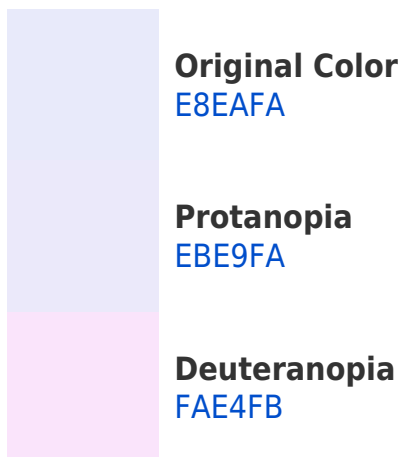 Original Color
E8EAFA
Protanopia
EBE9FA
Deuteranopia
FAE4FB